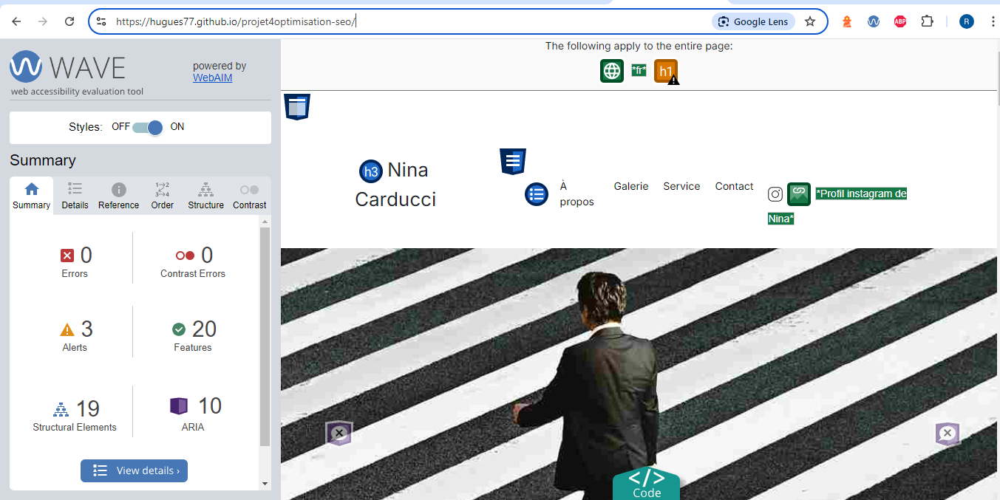 https://hugues77.github.io/projet4optimisation-seo/
Google Lens
ABP
R
WAVE
web accessibility evaluation tool
powered by
WebAIM
Styles: OFF ON
Summary
Summary Details Reference Order Structure Contrast
0
Errors
0
Contrast Errors
3
Alerts
20
Features
19
Structural Elements
10
ARIA
View details ›
The following apply to the entire page:
*fr* h1
h3 Nina
Carducci
À
propos
Galerie Service Contact
*Profil instagram de
Nina*
</>
Code